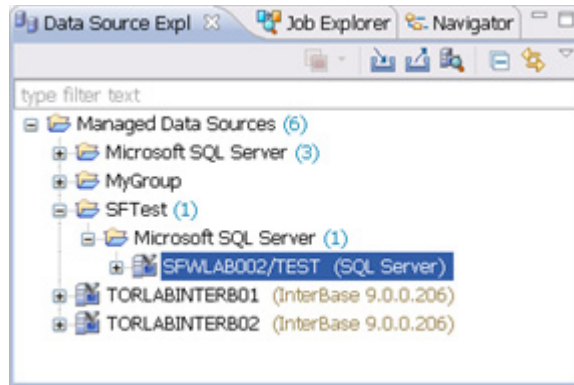 Data Source Expl Job Explorer Navigator
type filter text
Managed Data Sources (6)
Microsoft SQL Server (3)
MyGroup
SFTest (1)
Microsoft SQL Server (1)
SFWLAB002/TEST (SQL Server)
TORLABINTERB01 (InterBase 9.0.0.206)
TORLABINTERB02 (InterBase 9.0.0.206)